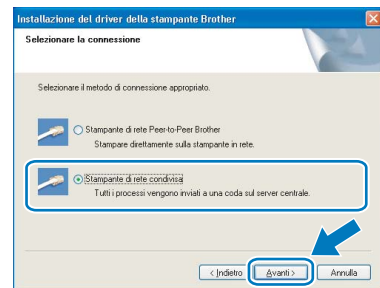 Installazione del driver della stampante Brother
Selezionare la connessione
Selezionare il metodo di connessione appropriato.
Stampante di rete Peer-to-Peer Brother
Stampare direttamente sulla stampante in rete.
Stampante di rete condivisa
Tutti i processi vengono inviati a una coda sul server centrale.
< Indietro
Avanti >
Annulla